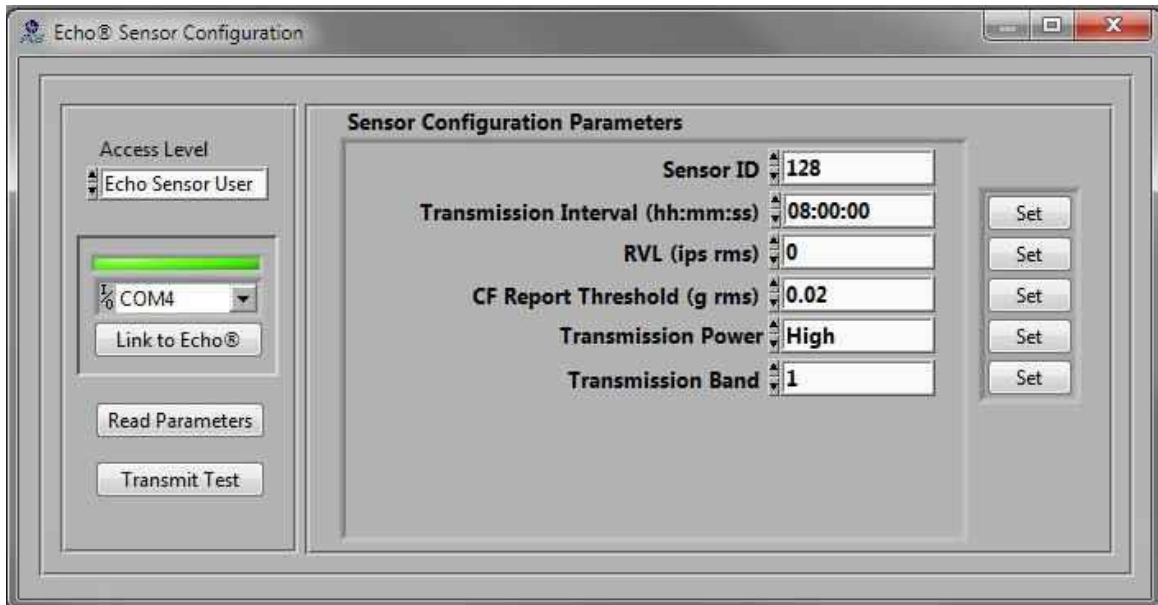 Echo® Sensor Configuration
Access Level
Echo Sensor User
COM4
Link to Echo®
Read Parameters
Transmit Test
Sensor Configuration Parameters
Sensor ID 128
Transmission Interval (hh:mm:ss) 08:00:00 Set
RVL (ips rms) 0 Set
CF Report Threshold (g rms) 0.02 Set
Transmission Power High Set
Transmission Band 1 Set